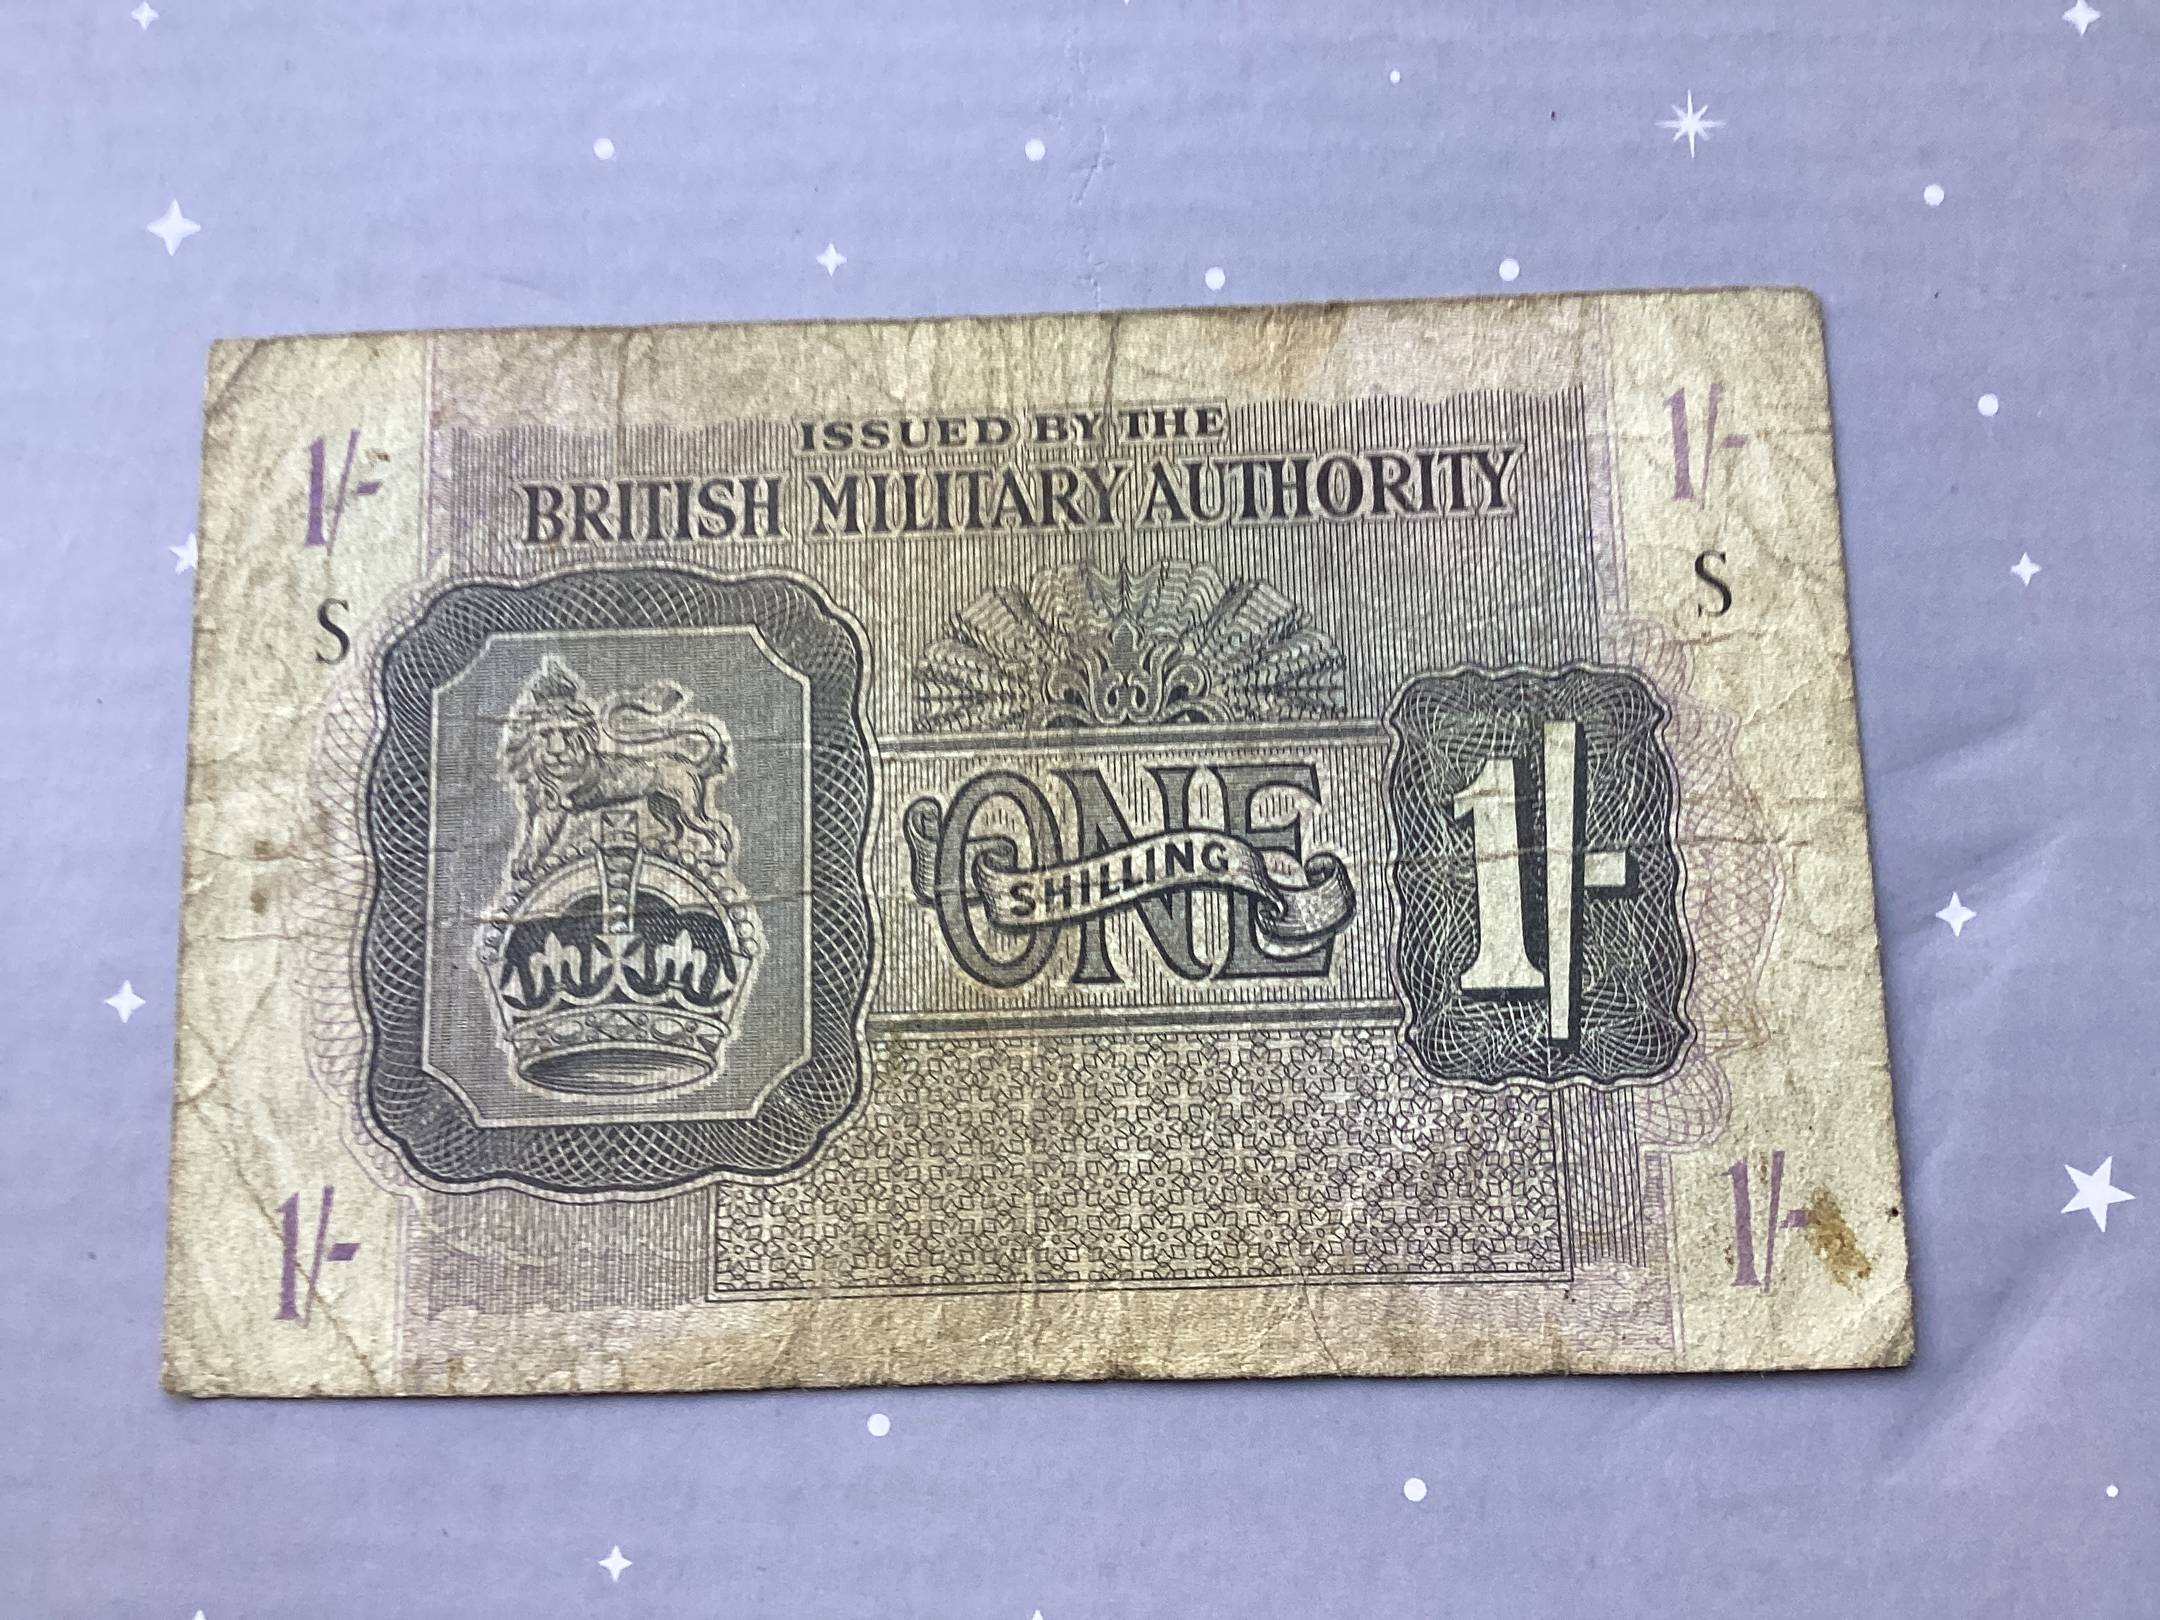 ISSUED BY THE
BRITISH MILITARY AUTHORITY
1/-
1/-
S
S
ONE
SHILLING
1/-
1/-
1/-